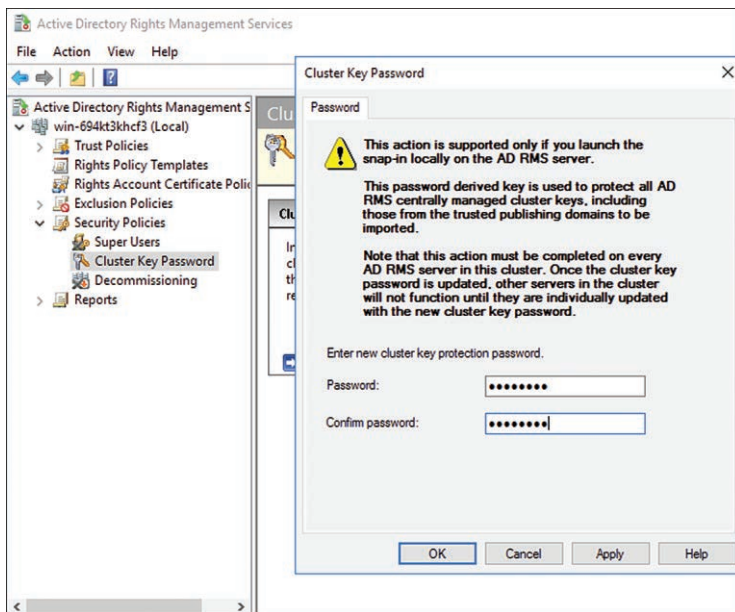 Active Directory Rights Management Services
File Action View Help
Active Directory Rights Management S
win-694kt3khcf3 (Local)
Trust Policies
Rights Policy Templates
Rights Account Certificate Polic
Exclusion Policies
Security Policies
Super Users
Cluster Key Password
Decommissioning
Reports
Clu
Clu
In
cl
th
re
Cluster Key Password
Password
This action is supported only if you launch the
snap-in locally on the AD RMS server.
This password derived key is used to protect all AD
RMS centrally managed cluster keys, including
those from the trusted publishing domains to be
imported.
Note that this action must be completed on every
AD RMS server in this cluster. Once the cluster key
password is updated, other servers in the cluster
will not function until they are individually updated
with the new cluster key password.
Enter new cluster key protection password.
Password: ●●●●●●●●
Confirm password: ●●●●●●●●
OK Cancel Apply Help